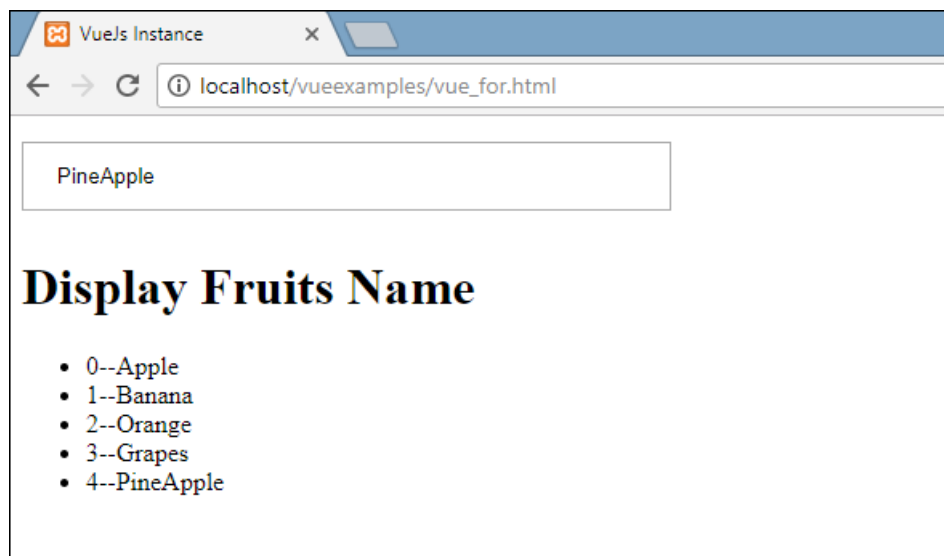 VueJs Instance
localhost/vueexamples/vue_for.html
PineApple
Display Fruits Name
0--Apple
1--Banana
2--Orange
3--Grapes
4--PineApple